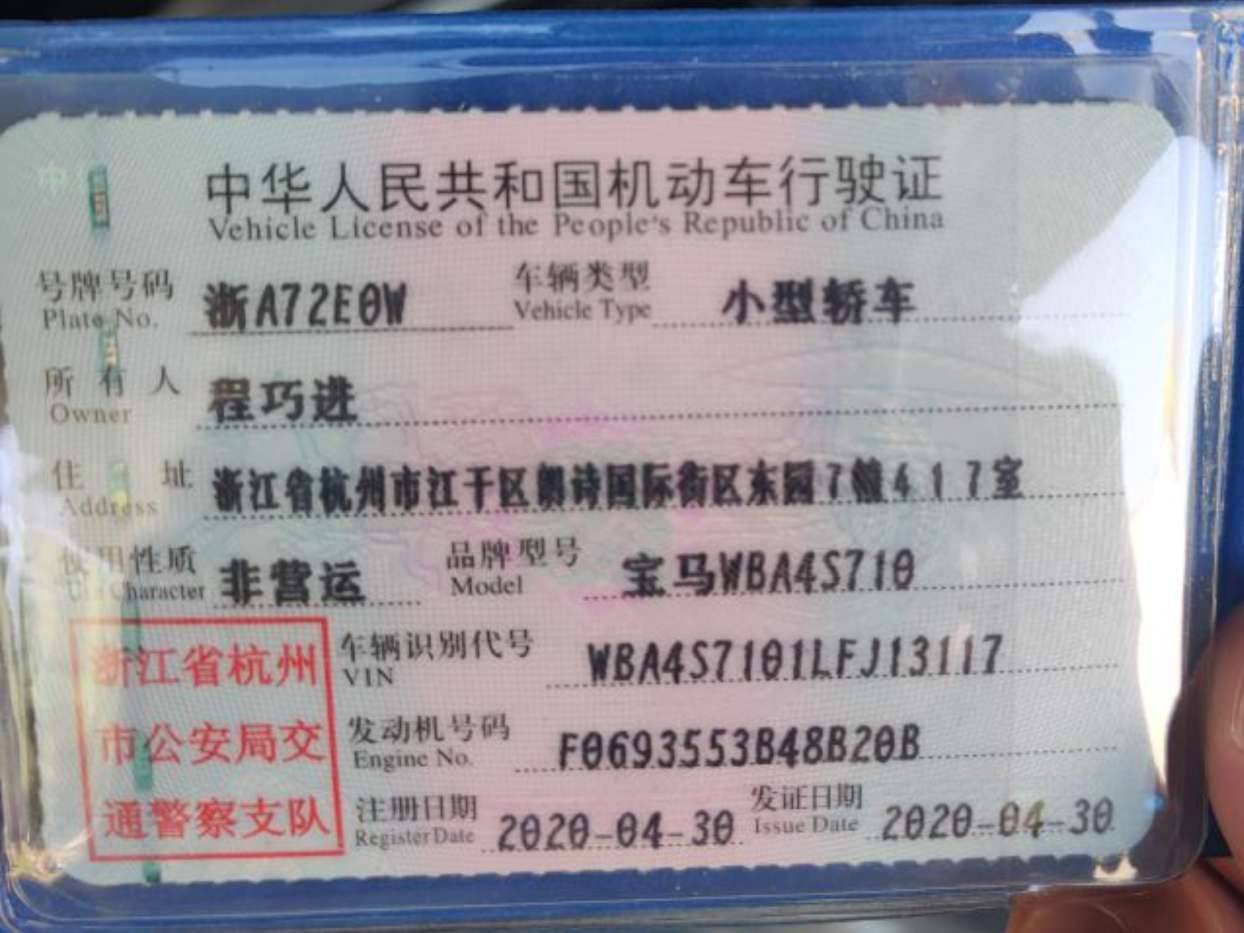 中华人民共和国机动车行驶证
Vehicle License of the People's Republic of China
号牌号码 浙A72E0W 车辆类型 小型轿车
Plate No. Vehicle Type
所有人 程巧进
Owner
住址 浙江省杭州市江干区朗诗国际街区东园7幢417室
Address
使用性质 非营运 品牌型号 宝马WBA4S710
Character Model
浙江省杭州
市公安局交
通警察支队
车辆识别代号 WBA4S7101LFJ13117
VIN
发动机号码 F0693553B48B20B
Engine No.
注册日期 2020-04-30 发证日期 2020-04-30
Register Date Issue Date